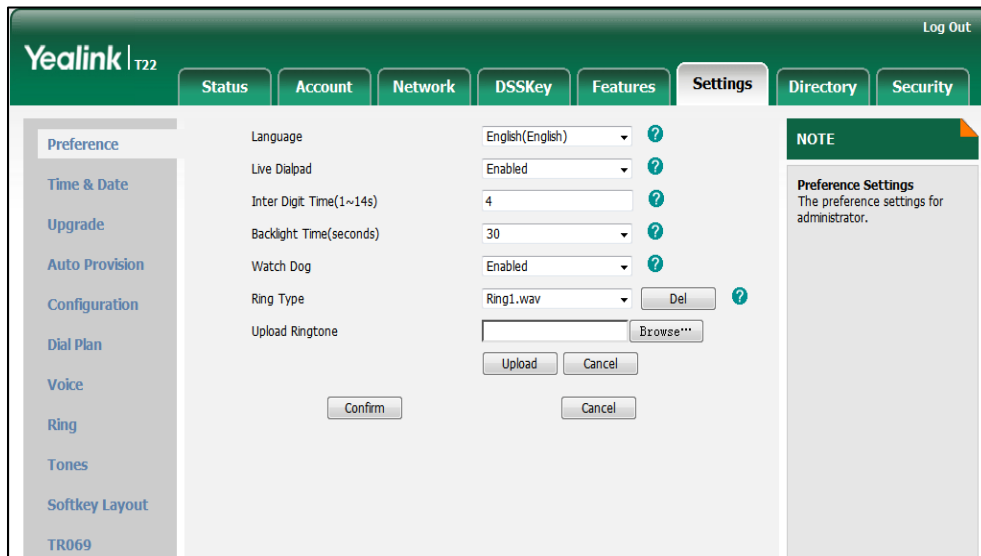 Log Out
Yealink | T22
Status Account Network DSSKey Features Settings Directory Security
Preference
Time & Date
Upgrade
Auto Provision
Configuration
Dial Plan
Voice
Ring
Tones
Softkey Layout
TR069
Language English(English) ?
Live Dialpad Enabled ?
Inter Digit Time(1~14s) 4 ?
Backlight Time(seconds) 30 ?
Watch Dog Enabled ?
Ring Type Ring1.wav Del ?
Upload Ringtone Browse···
Upload Cancel
Confirm Cancel
NOTE
Preference Settings
The preference settings for
administrator.